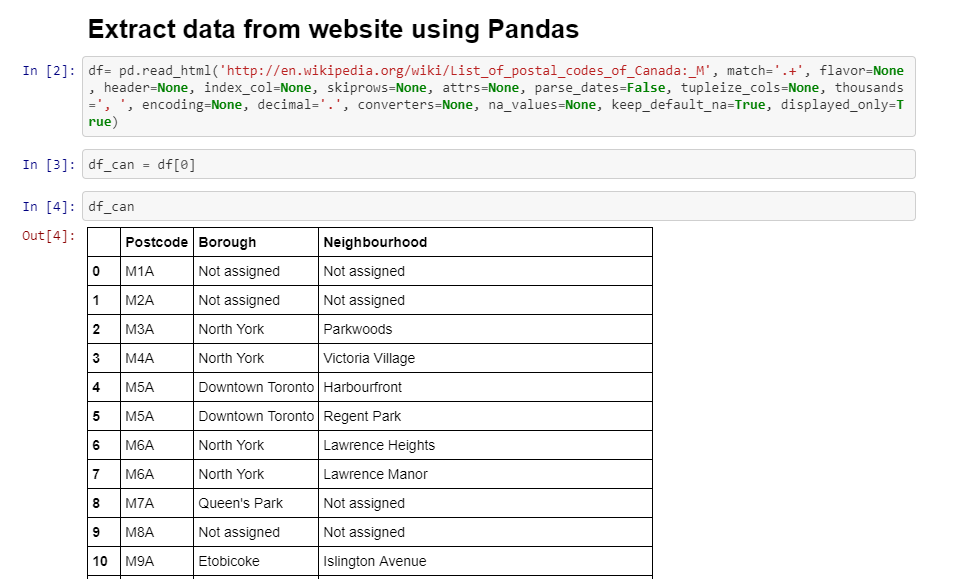 Extract data from website using Pandas
In [2]: df= pd.read_html('http://en.wikipedia.org/wiki/List_of_postal_codes_of_Canada:_M', match='.+', flavor=None
, header=None, index_col=None, skiprows=None, attrs=None, parse_dates=False, tupleize_cols=None, thousands
=', ', encoding=None, decimal='.', converters=None, na_values=None, keep_default_na=True, displayed_only=T
rue)
In [3]: df_can = df[0]
In [4]: df_can
Out[4]:
Postcode Borough Neighbourhood
0 M1A Not assigned Not assigned
1 M2A Not assigned Not assigned
2 M3A North York Parkwoods
3 M4A North York Victoria Village
4 M5A Downtown Toronto Harbourfront
5 M5A Downtown Toronto Regent Park
6 M6A North York Lawrence Heights
7 M6A North York Lawrence Manor
8 M7A Queen's Park Not assigned
9 M8A Not assigned Not assigned
10 M9A Etobicoke Islington Avenue